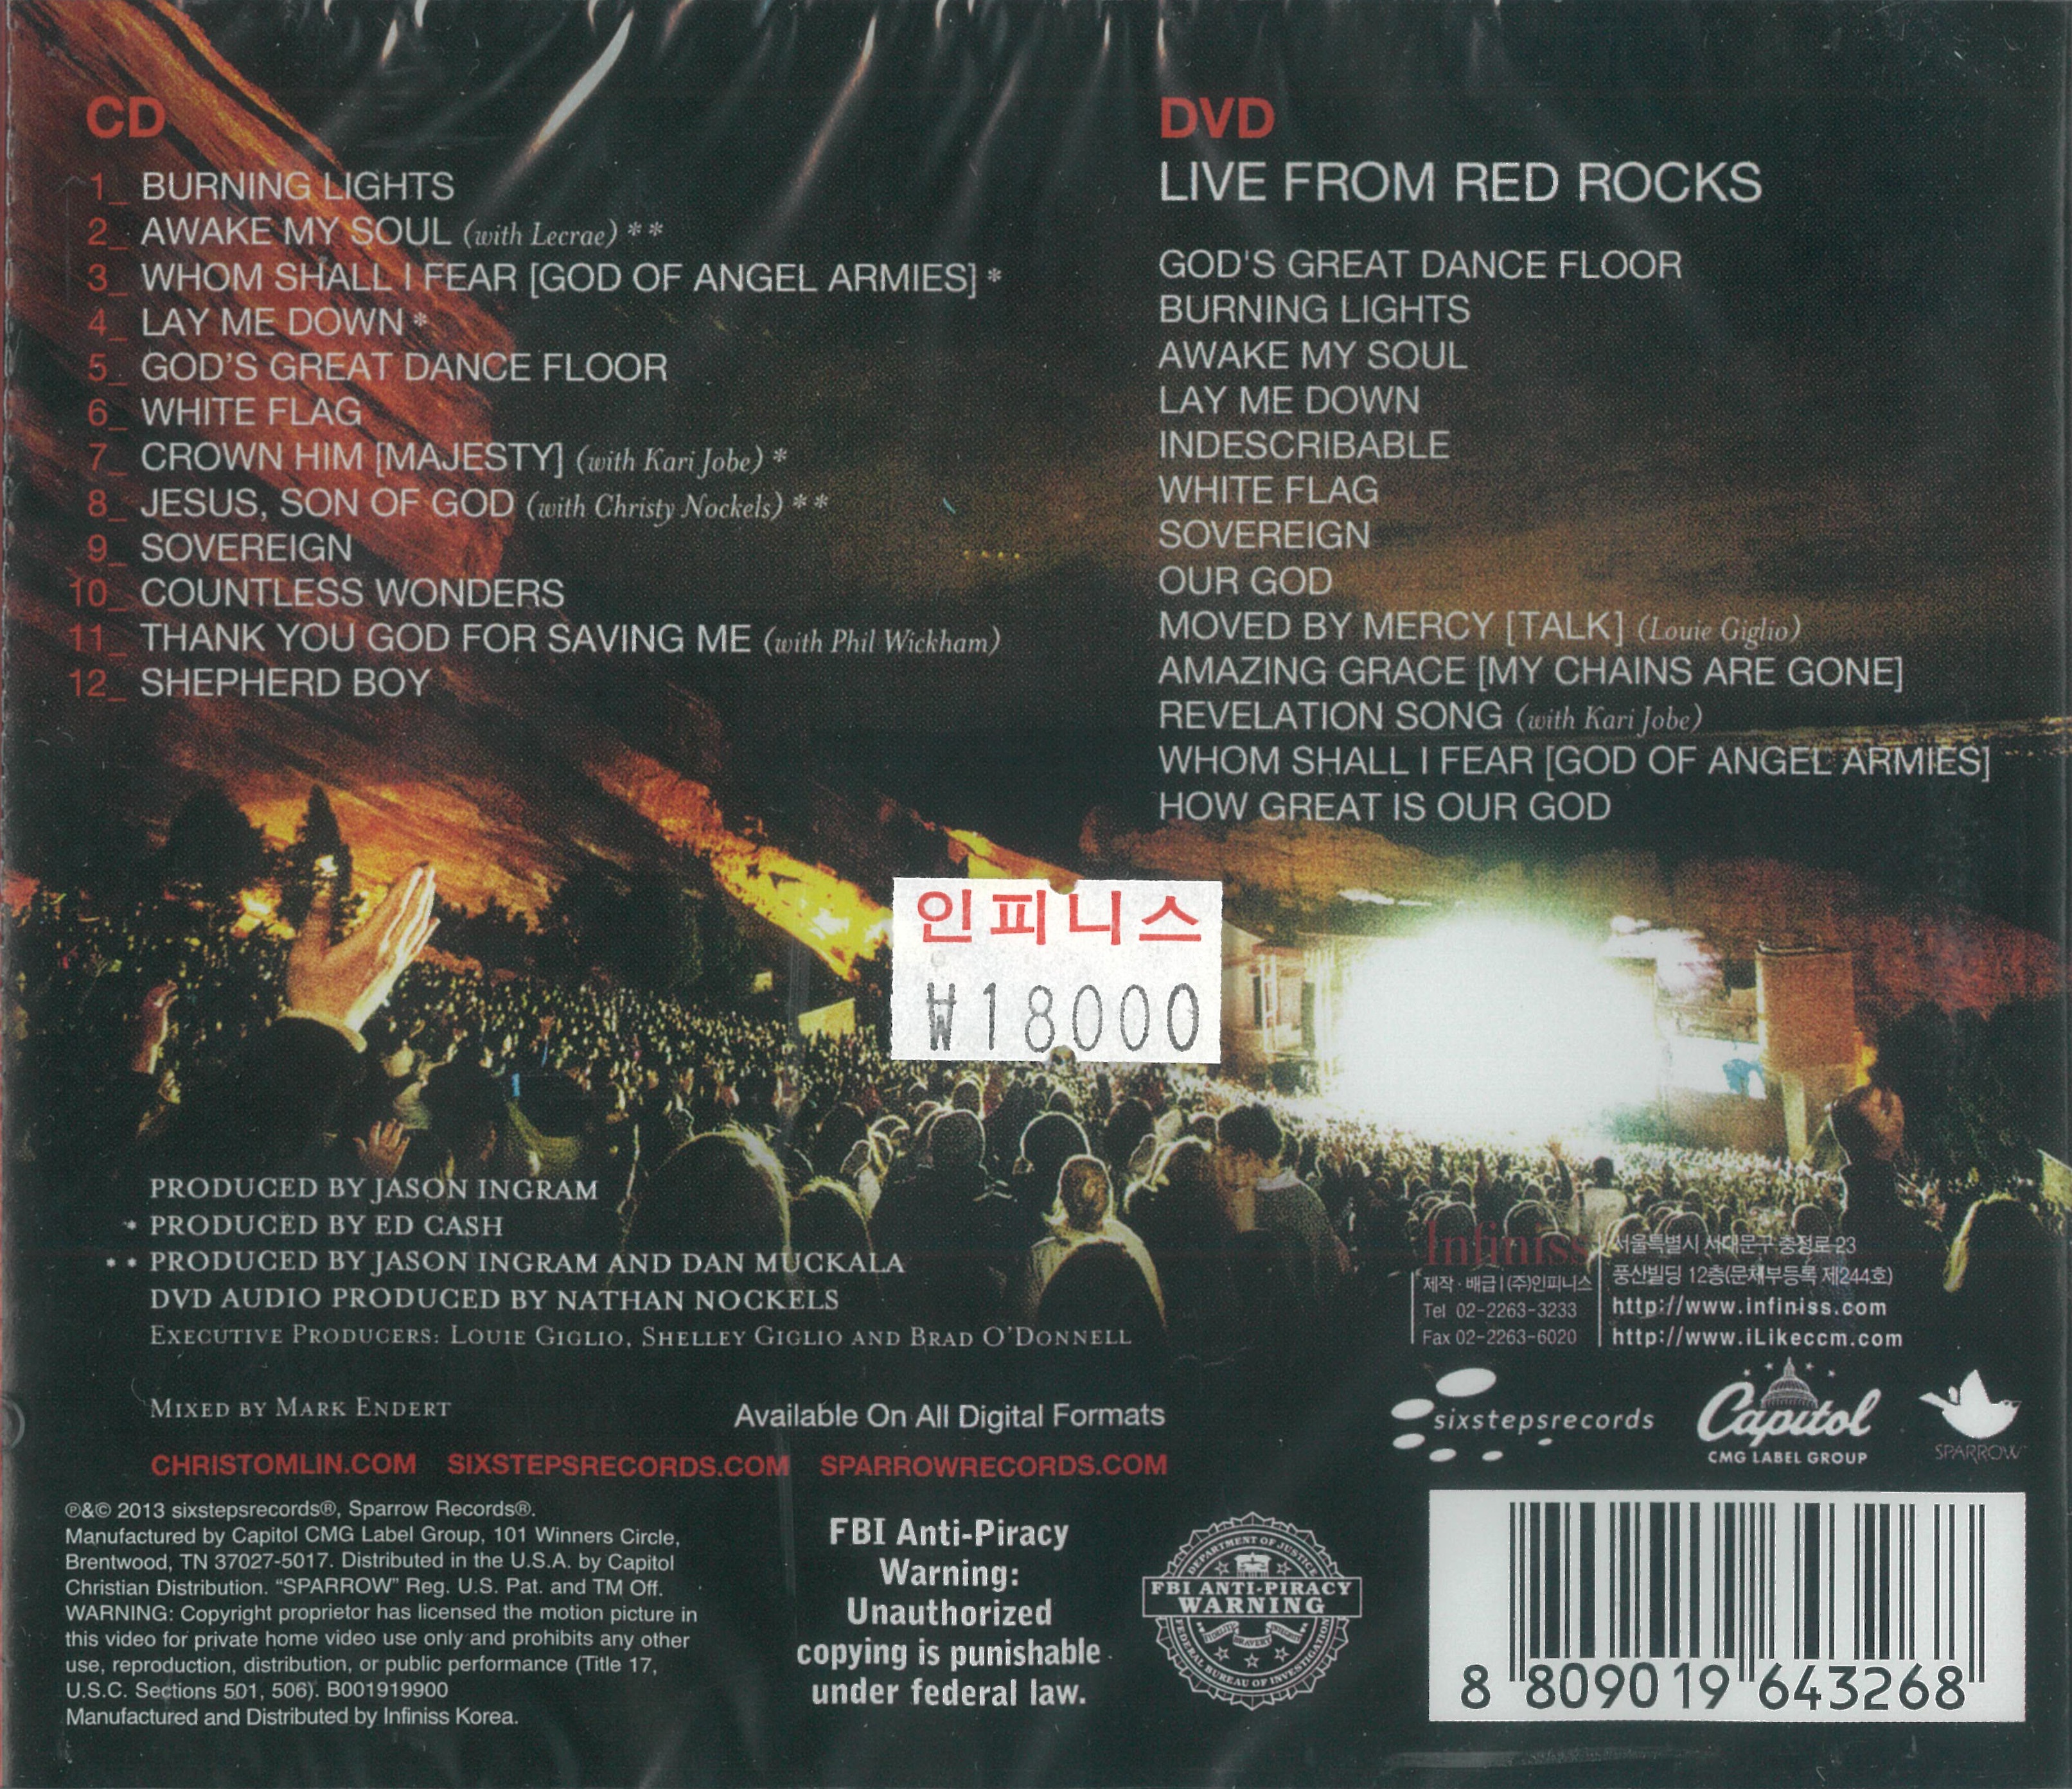 CD
1_ BURNING LIGHTS
2_ AWAKE MY SOUL (with Lecrae) **
3_ WHOM SHALL I FEAR [GOD OF ANGEL ARMIES] *
4_ LAY ME DOWN *
5_ GOD'S GREAT DANCE FLOOR
6_ WHITE FLAG
7_ CROWN HIM [MAJESTY] (with Kari Jobe) *
8_ JESUS, SON OF GOD (with Christy Nockels) **
9_ SOVEREIGN
10_ COUNTLESS WONDERS
11_ THANK YOU GOD FOR SAVING ME (with Phil Wickham)
12_ SHEPHERD BOY
DVD
LIVE FROM RED ROCKS
GOD'S GREAT DANCE FLOOR
BURNING LIGHTS
AWAKE MY SOUL
LAY ME DOWN
INDESCRIBABLE
WHITE FLAG
SOVEREIGN
OUR GOD
MOVED BY MERCY [TALK] (Louie Giglio)
AMAZING GRACE [MY CHAINS ARE GONE]
REVELATION SONG (with Kari Jobe)
WHOM SHALL I FEAR [GOD OF ANGEL ARMIES]
HOW GREAT IS OUR GOD
인피니스
₩18000
PRODUCED BY JASON INGRAM
* PRODUCED BY ED CASH
** PRODUCED BY JASON INGRAM AND DAN MUCKALA
DVD AUDIO PRODUCED BY NATHAN NOCKELS
EXECUTIVE PRODUCERS: LOUIE GIGLIO, SHELLEY GIGLIO AND BRAD O'DONNELL
MIXED BY MARK ENDERT
Available On All Digital Formats
CHRISTOMLIN.COM SIXSTEPSRECORDS.COM SPARROWRECORDS.COM
Infiniss
제작·배급 | (주)인피니스
Tel 02-2263-3233
Fax 02-2263-6020
서울특별시 서대문구 충정로 23
풍산빌딩 12층(문체부등록 제244호)
http://www.infiniss.com
http://www.iLikeccm.com
sixstepsrecords
Capitol
CMG LABEL GROUP
SPARROW
℗&© 2013 sixstepsrecords®, Sparrow Records®.
Manufactured by Capitol CMG Label Group, 101 Winners Circle,
Brentwood, TN 37027-5017. Distributed in the U.S.A. by Capitol
Christian Distribution. “SPARROW” Reg. U.S. Pat. and TM Off.
WARNING: Copyright proprietor has licensed the motion picture in
this video for private home video use only and prohibits any other
use, reproduction, distribution, or public performance (Title 17,
U.S.C. Sections 501, 506). B001919900
Manufactured and Distributed by Infiniss Korea.
FBI Anti-Piracy
Warning:
Unauthorized
copying is punishable
under federal law.
DEPARTMENT OF JUSTICE
FBI ANTI-PIRACY
WARNING
FIDELITY BRAVERY INTEGRITY
FEDERAL BUREAU OF INVESTIGATION
8 809019 643268